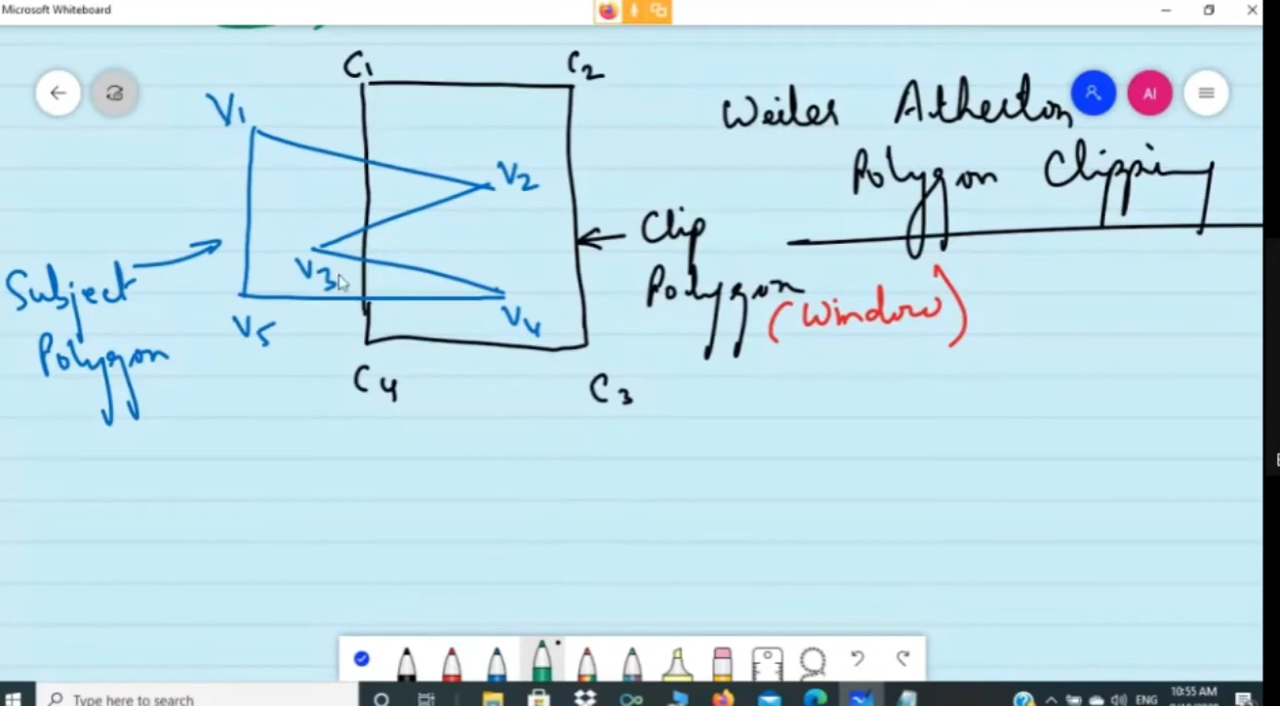 Microsoft Whiteboard
C1
C2
V1
Weiler Atherton
AI
Polygon Clipping
V2
Clip
Polygon
(Window)
V3
Subject
Polygon
V5
V4
C4
C3
Type here to search
ENG
10:55 AM